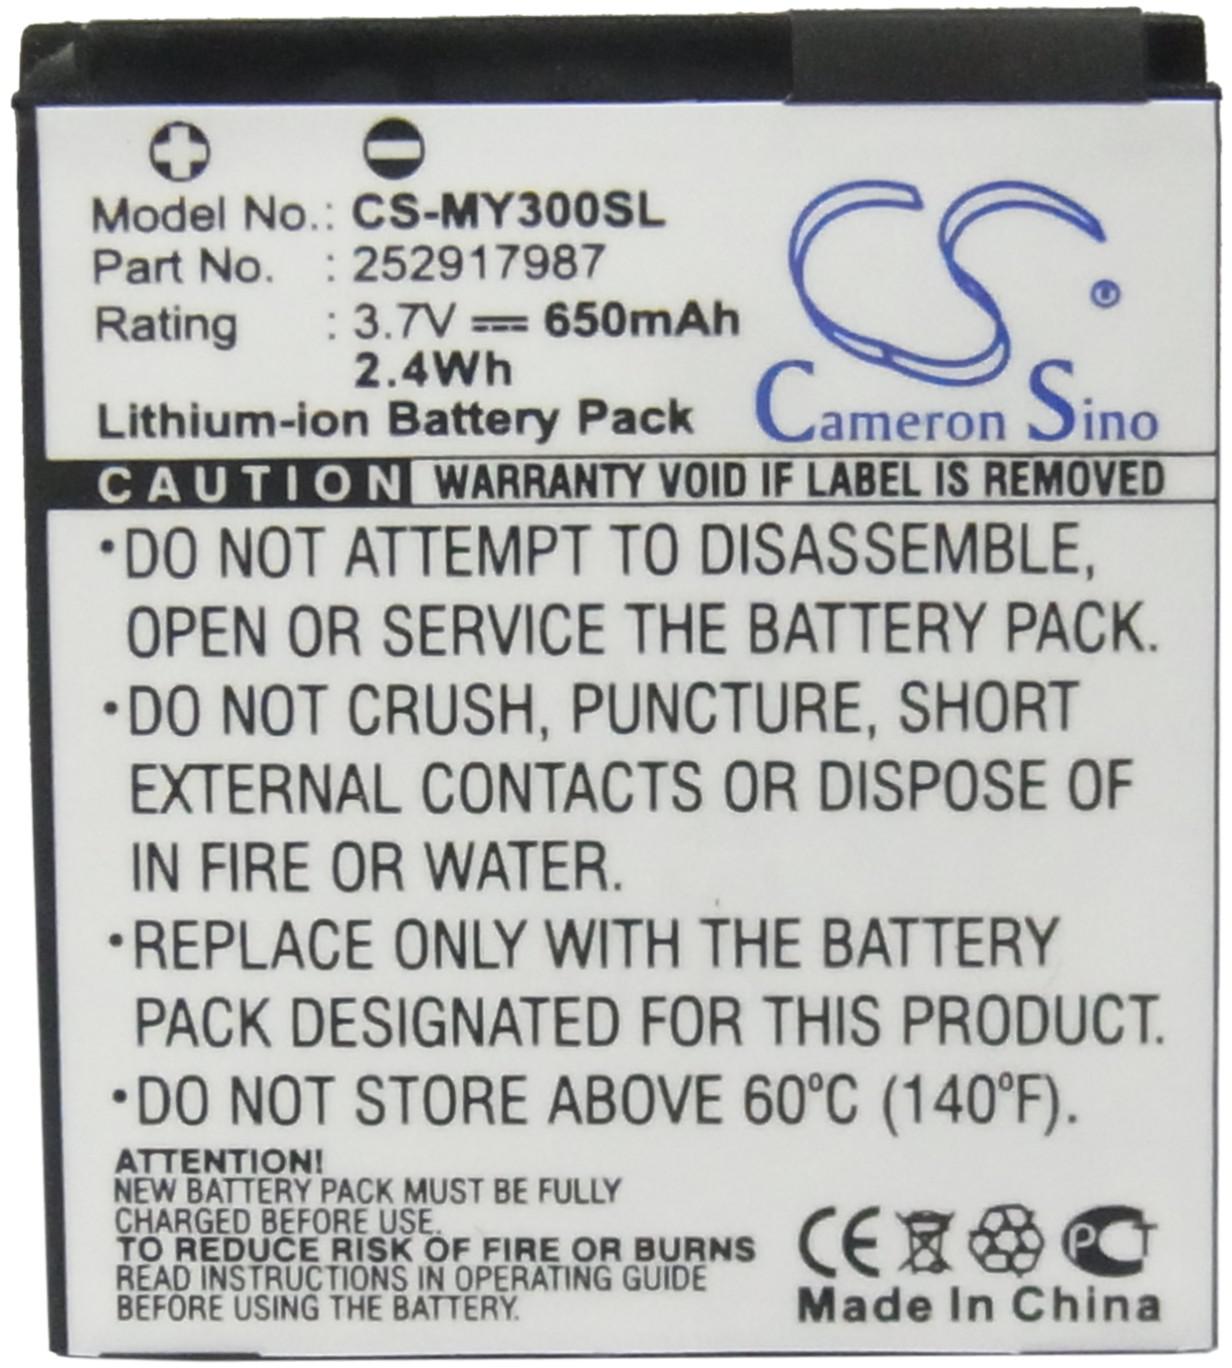 Model No.: CS-MY300SL
Part No. : 252917987
Rating : 3.7V 650mAh
2.4Wh
Lithium-ion Battery Pack
CS ®
Cameron Sino
CAUTION WARRANTY VOID IF LABEL IS REMOVED
•DO NOT ATTEMPT TO DISASSEMBLE,
OPEN OR SERVICE THE BATTERY PACK.
•DO NOT CRUSH, PUNCTURE, SHORT
EXTERNAL CONTACTS OR DISPOSE OF
IN FIRE OR WATER.
•REPLACE ONLY WITH THE BATTERY
PACK DESIGNATED FOR THIS PRODUCT.
•DO NOT STORE ABOVE 60°C (140°F).
ATTENTION!
NEW BATTERY PACK MUST BE FULLY
CHARGED BEFORE USE.
TO REDUCE RISK OF FIRE OR BURNS
READ INSTRUCTIONS IN OPERATING GUIDE
BEFORE USING THE BATTERY.
CE PCT
Made In China